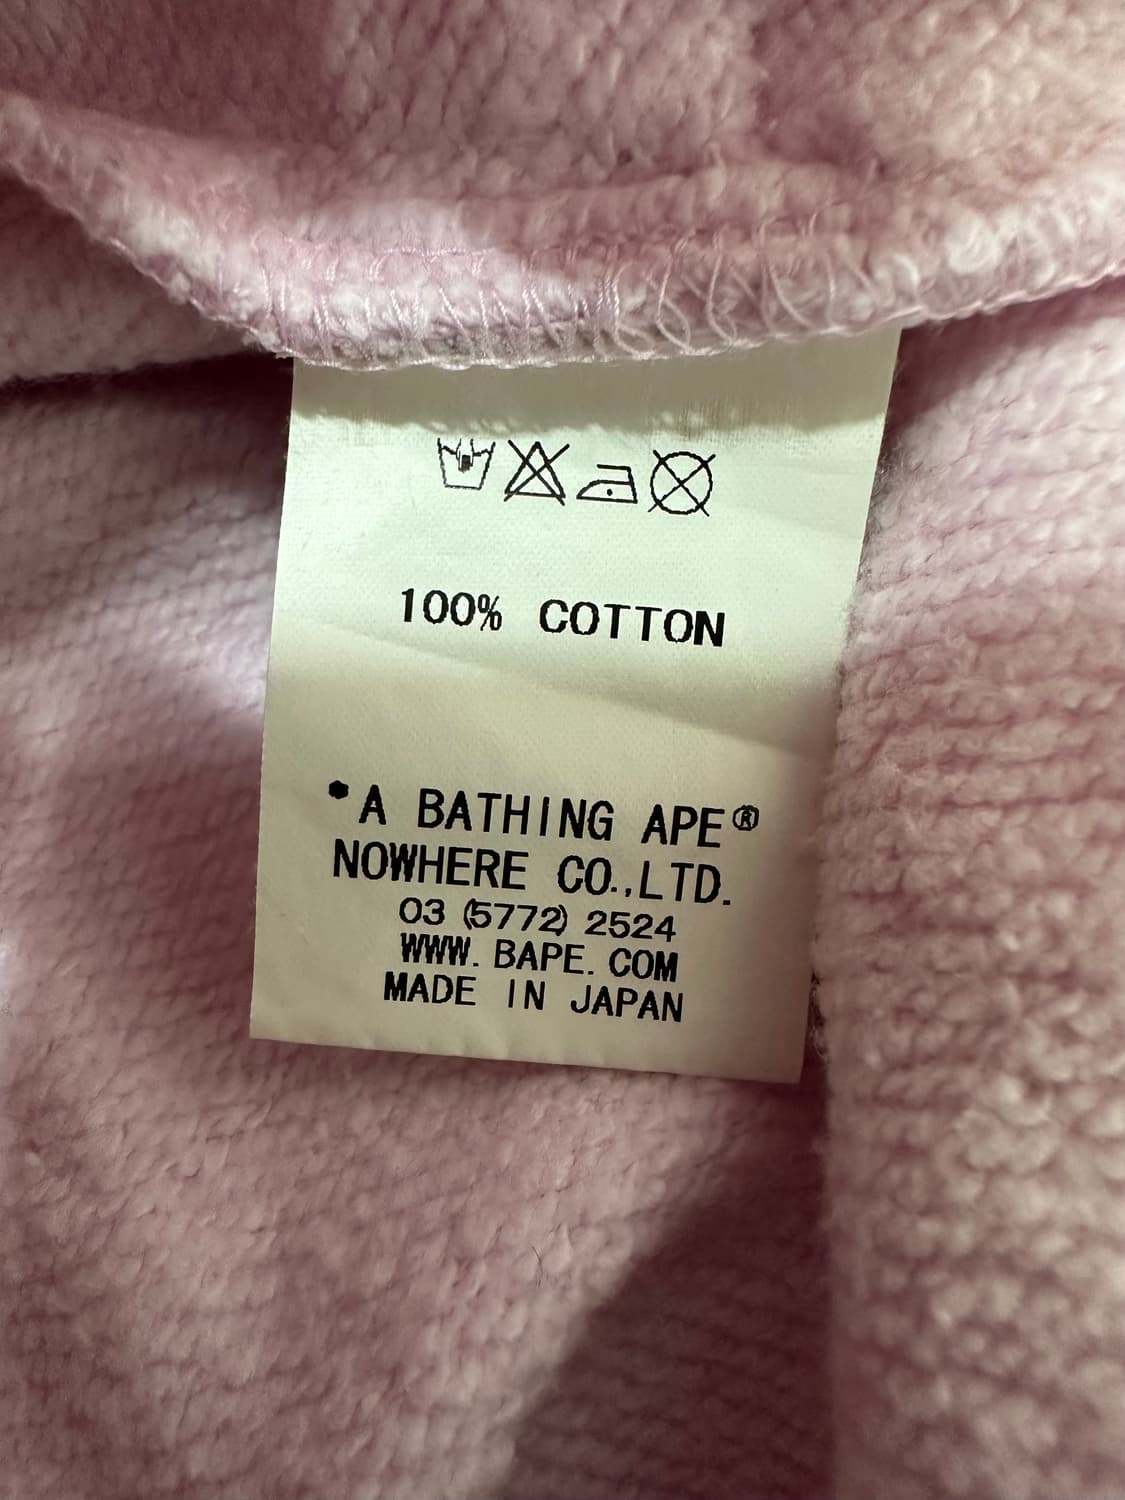 100% COTTON
*A BATHING APE®
NOWHERE CO.,LTD.
03 (5772) 2524
WWW. BAPE. COM
MADE IN JAPAN